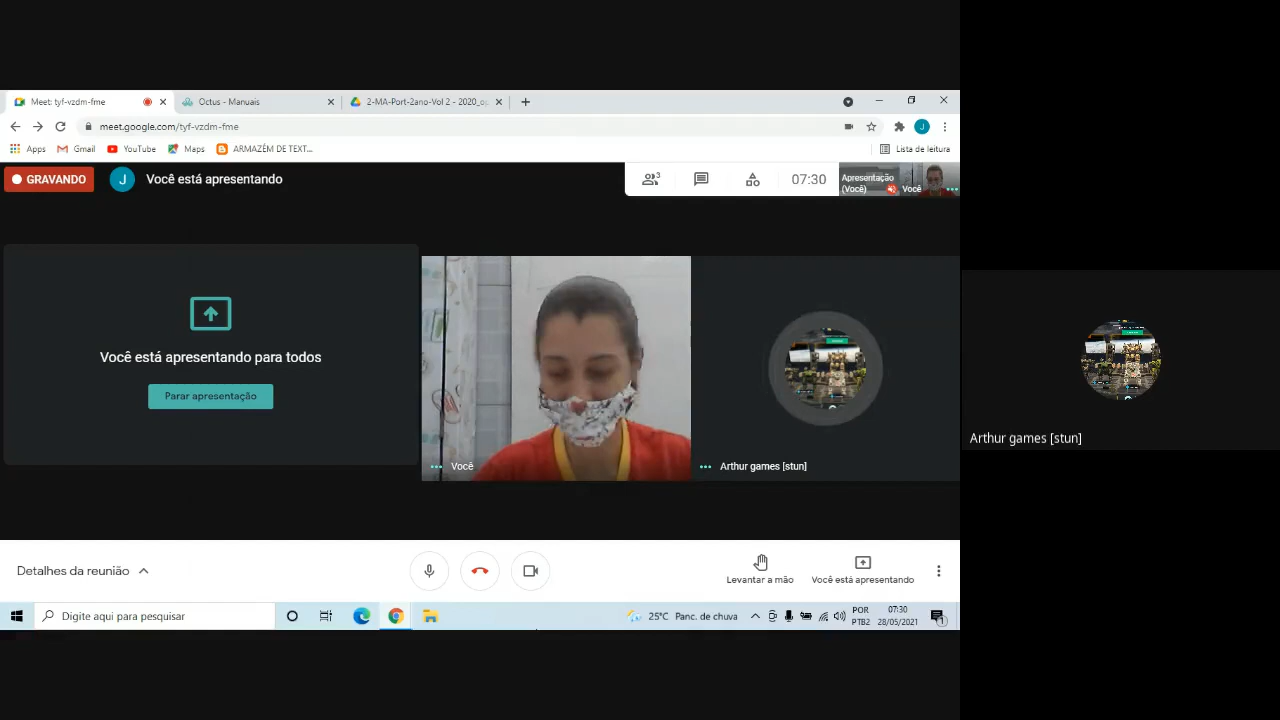 Meet: tyf-vzdm-fme
Octus - Manuais
2-MA-Port-2ano-Vol 2 - 2020_op
meet.google.com/tyf-vzdm-fme
J
Apps
Gmail
YouTube
Maps
ARMAZÉM DE TEXT...
Lista de leitura
GRAVANDO
J
Você está apresentando
3
07:30
Apresentação
(Você)
Você
Você está apresentando para todos
Parar apresentação
Você
Arthur games [stun]
Arthur games [stun]
Detalhes da reunião
Levantar a mão
Você está apresentando
Digite aqui para pesquisar
25°C Panc. de chuva
POR
PTB2
07:30
28/05/2021
1